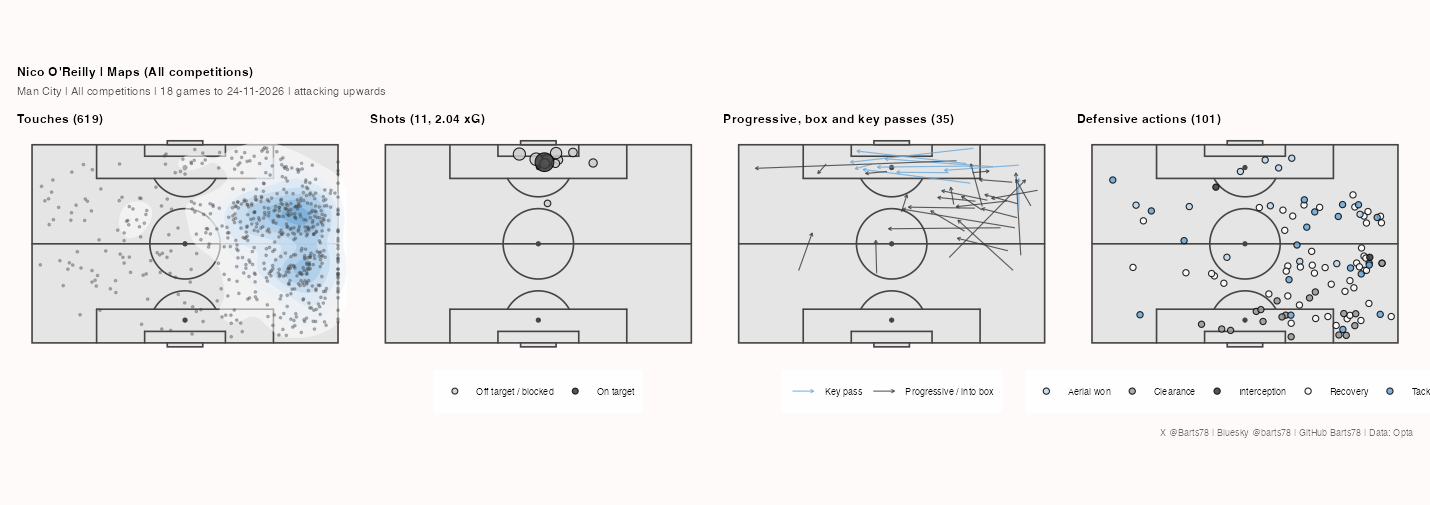 Nico O'Reilly | Maps (All competitions)
Man City | All competitions | 18 games to 24-11-2026 | attacking upwards
Touches (619)
Shots (11, 2.04 xG)
Progressive, box and key passes (35)
Defensive actions (101)
Off target / blocked
On target
Key pass
Progressive / into box
Aerial won
Clearance
Interception
Recovery
Tack
X @Barts78 | Bluesky @barts78 | GitHub Barts78 | Data: Opta